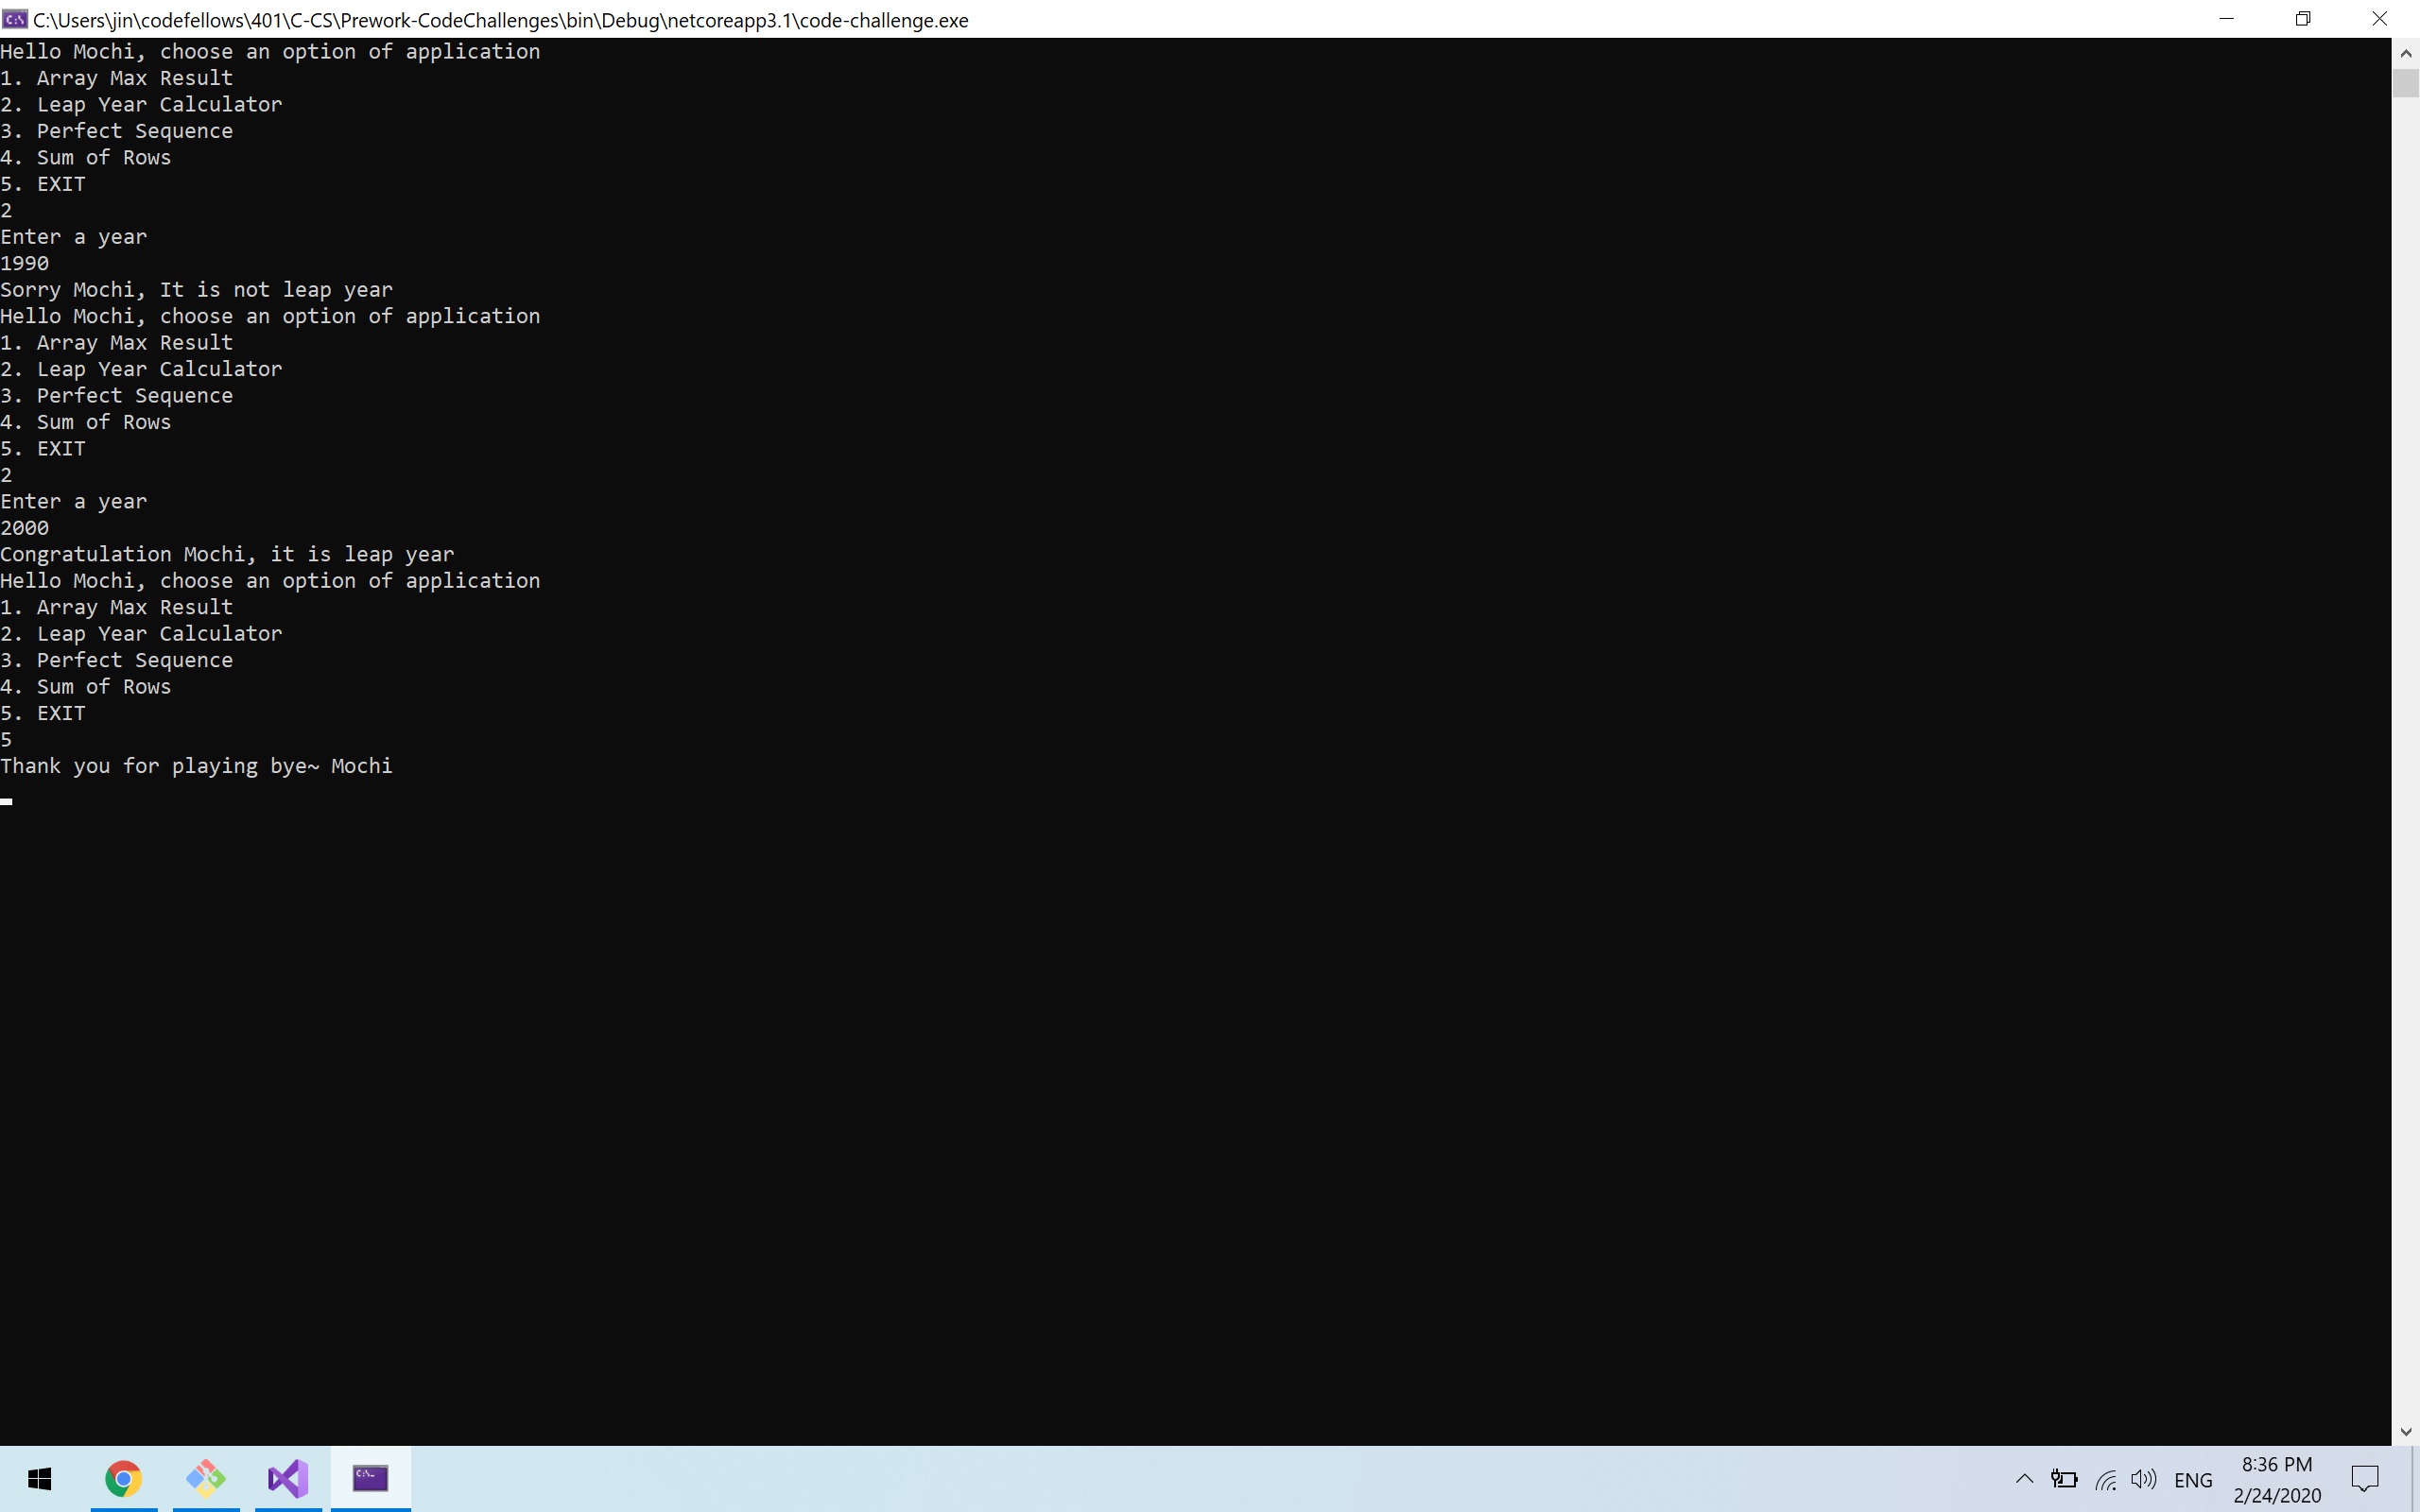 C:\Users\jin\codefellows\401\C-CS\Prework-CodeChallenges\bin\Debug\netcoreapp3.1\code-challenge.exe
Hello Mochi, choose an option of application
1. Array Max Result
2. Leap Year Calculator
3. Perfect Sequence
4. Sum of Rows
5. EXIT
2
Enter a year
1990
Sorry Mochi, It is not leap year
Hello Mochi, choose an option of application
1. Array Max Result
2. Leap Year Calculator
3. Perfect Sequence
4. Sum of Rows
5. EXIT
2
Enter a year
2000
Congratulation Mochi, it is leap year
Hello Mochi, choose an option of application
1. Array Max Result
2. Leap Year Calculator
3. Perfect Sequence
4. Sum of Rows
5. EXIT
5
Thank you for playing bye~ Mochi
ENG
8:36 PM
2/24/2020